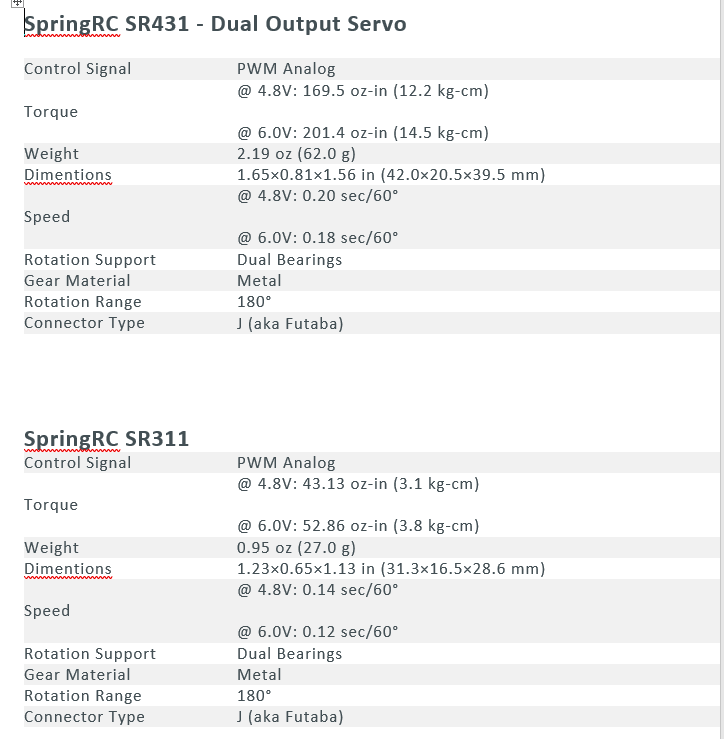 SpringRC SR431 - Dual Output Servo
Control Signal PWM Analog
@ 4.8V: 169.5 oz-in (12.2 kg-cm)
Torque
@ 6.0V: 201.4 oz-in (14.5 kg-cm)
Weight 2.19 oz (62.0 g)
Dimentions 1.65×0.81×1.56 in (42.0×20.5×39.5 mm)
@ 4.8V: 0.20 sec/60°
Speed
@ 6.0V: 0.18 sec/60°
Rotation Support Dual Bearings
Gear Material Metal
Rotation Range 180°
Connector Type J (aka Futaba)
SpringRC SR311
Control Signal PWM Analog
@ 4.8V: 43.13 oz-in (3.1 kg-cm)
Torque
@ 6.0V: 52.86 oz-in (3.8 kg-cm)
Weight 0.95 oz (27.0 g)
Dimentions 1.23×0.65×1.13 in (31.3×16.5×28.6 mm)
@ 4.8V: 0.14 sec/60°
Speed
@ 6.0V: 0.12 sec/60°
Rotation Support Dual Bearings
Gear Material Metal
Rotation Range 180°
Connector Type J (aka Futaba)